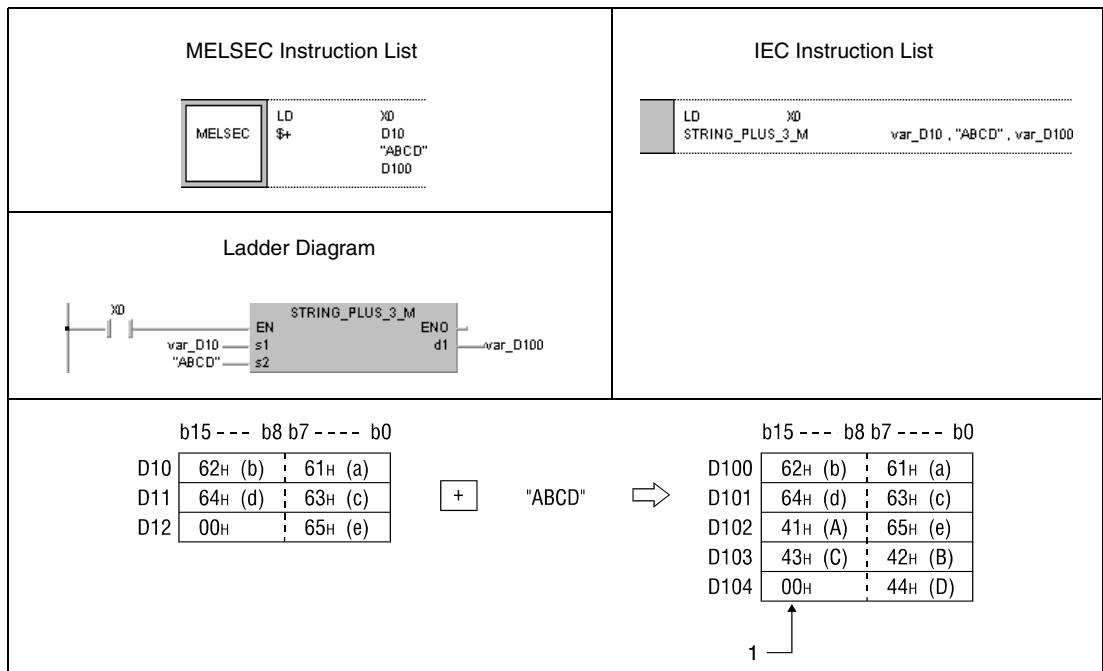 MELSEC Instruction List
MELSEC
LD X0
$+ D10
"ABCD"
D100
IEC Instruction List
LD X0
STRING_PLUS_3_M var_D10 , "ABCD" , var_D100
Ladder Diagram
X0
STRING_PLUS_3_M
EN ENO
var_D10 s1 d1 var_D100
"ABCD" s2
b15 --- b8 b7 ---- b0
D10 62H (b) 61H (a)
D11 64H (d) 63H (c)
D12 00H 65H (e)
+ "ABCD"
b15 --- b8 b7 ---- b0
D100 62H (b) 61H (a)
D101 64H (d) 63H (c)
D102 41H (A) 65H (e)
D103 43H (C) 42H (B)
D104 00H 44H (D)
1